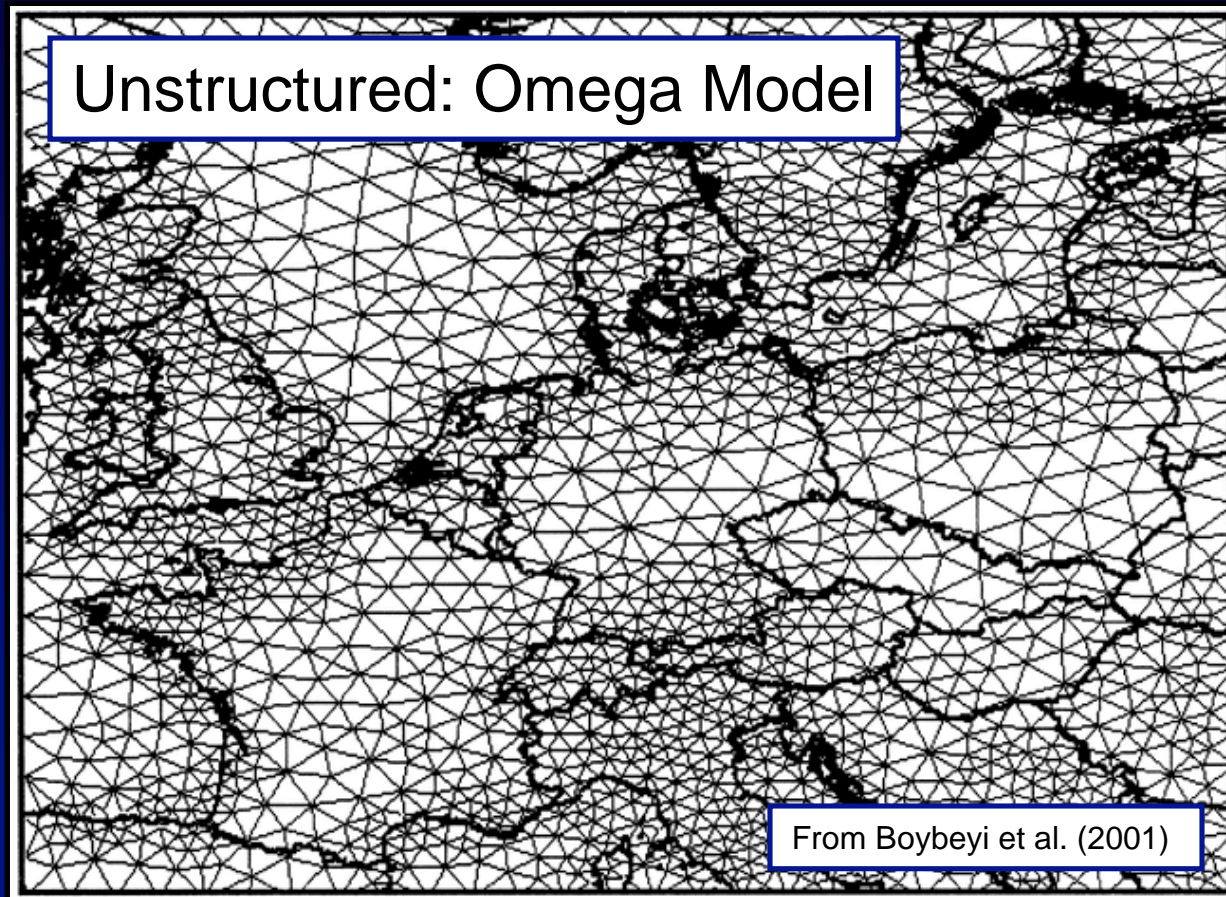 Unstructured: Omega Model
From Boybeyi et al. (2001)